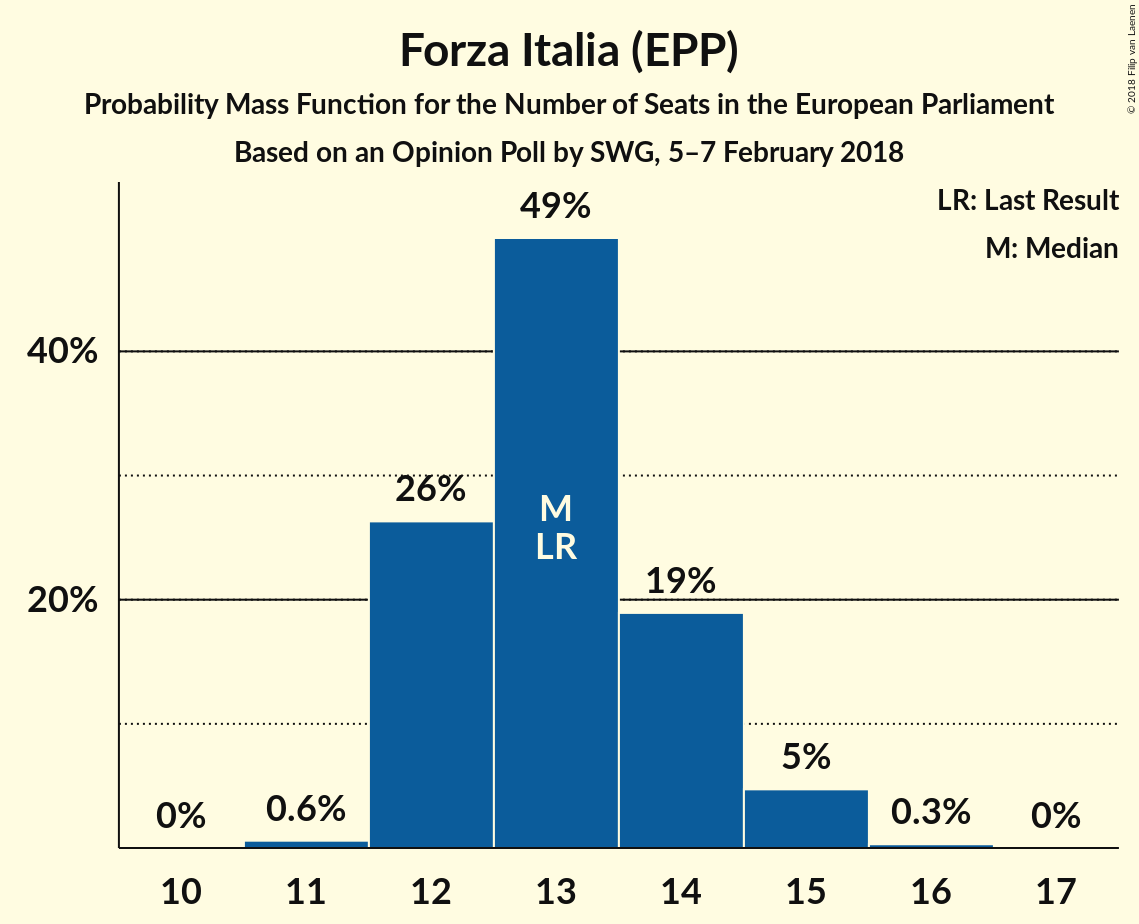 Forza Italia (EPP)
Probability Mass Function for the Number of Seats in the European Parliament
Based on an Opinion Poll by SWG, 5–7 February 2018
© 2018 Filip van Laenen
LR: Last Result
M: Median
49%
40%
26%
M
LR
19%
20%
5%
0%
0.6%
0.3%
0%
10 11 12 13 14 15 16 17